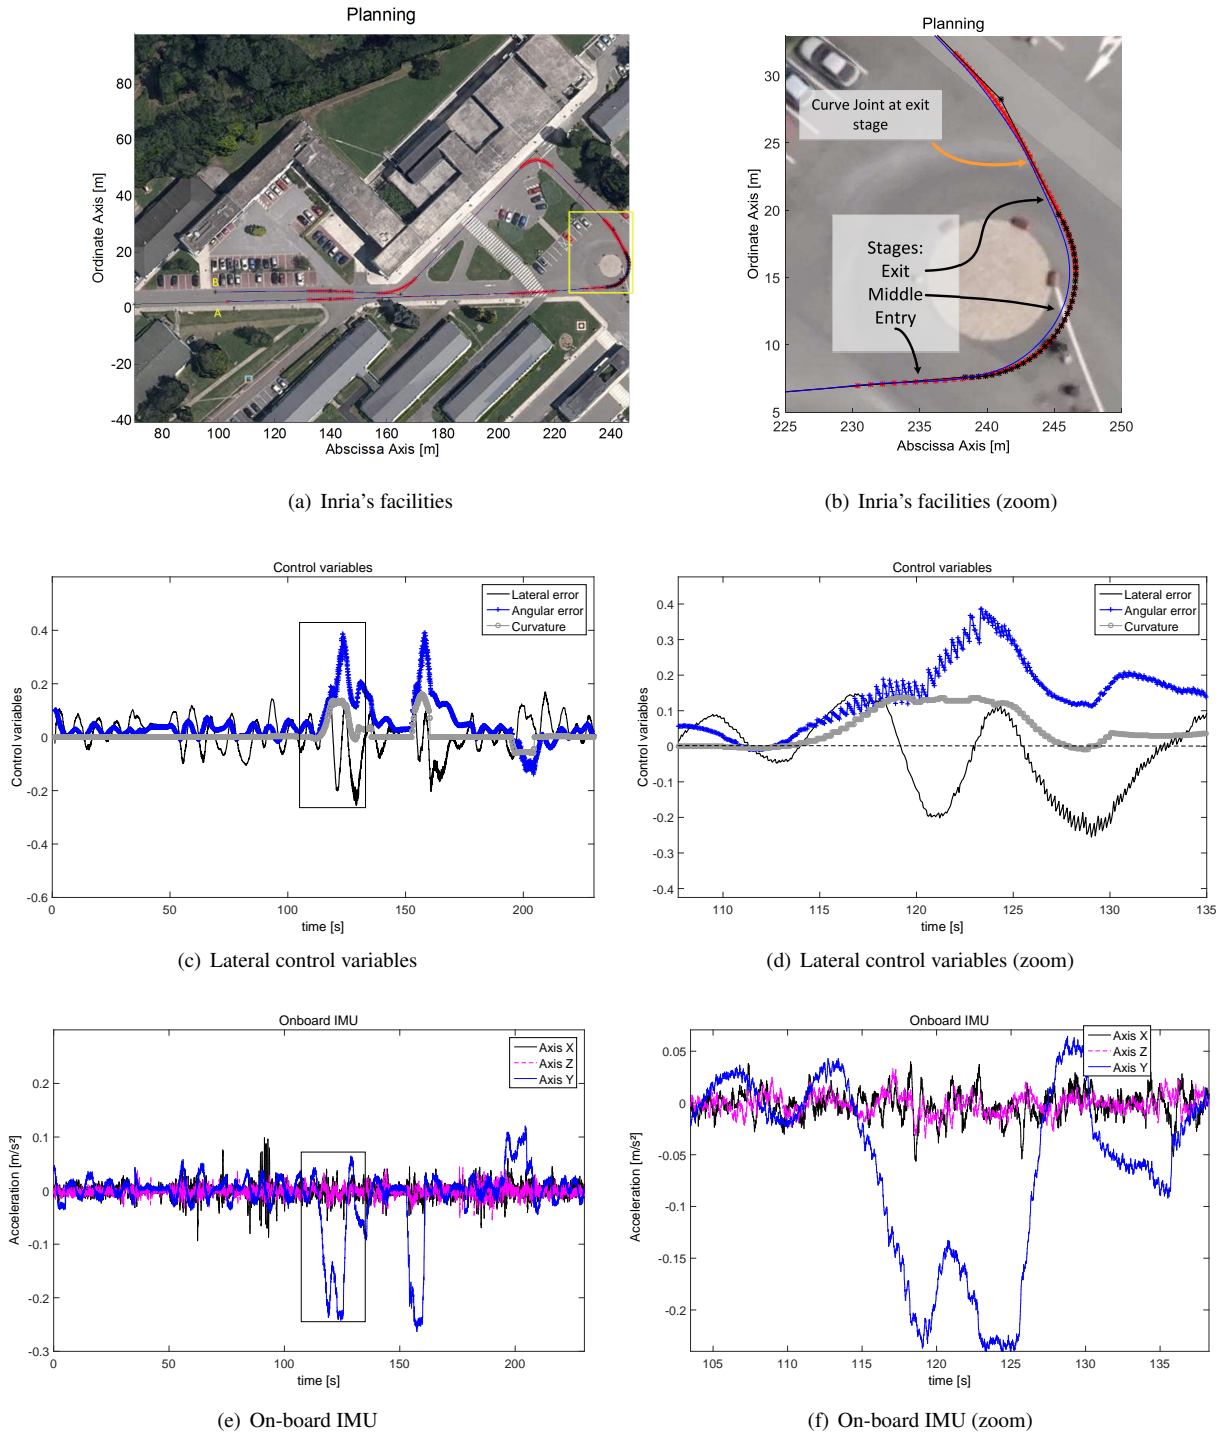 Planning
Ordinate Axis [m]
80
60
40
20
0
-20
-40
B
A
80
100
120
140
160
180
200
220
240
Abscissa Axis [m]
(a) Inria's facilities
Planning
Ordinate Axis [m]
30
25
20
15
10
5
Curve Joint at exit
stage
Stages:
Exit
Middle
Entry
225
230
235
240
245
250
Abscissa Axis [m]
(b) Inria's facilities (zoom)
Control variables
Control variables
0.4
0.2
0
-0.2
-0.4
-0.6
Lateral error
Angular error
Curvature
0
50
100
150
200
time [s]
(c) Lateral control variables
Control variables
Control variables
0.4
0.3
0.2
0.1
0
-0.1
-0.2
-0.3
-0.4
Lateral error
Angular error
Curvature
110
115
120
125
130
135
time [s]
(d) Lateral control variables (zoom)
Onboard IMU
Acceleration [m/s²]
0.2
0.1
0
-0.1
-0.2
-0.3
Axis X
Axis Z
Axis Y
0
50
100
150
200
time [s]
(e) On-board IMU
Onboard IMU
Acceleration [m/s²]
0.05
0
-0.05
-0.1
-0.15
-0.2
Axis X
Axis Z
Axis Y
105
110
115
120
125
130
135
time [s]
(f) On-board IMU (zoom)